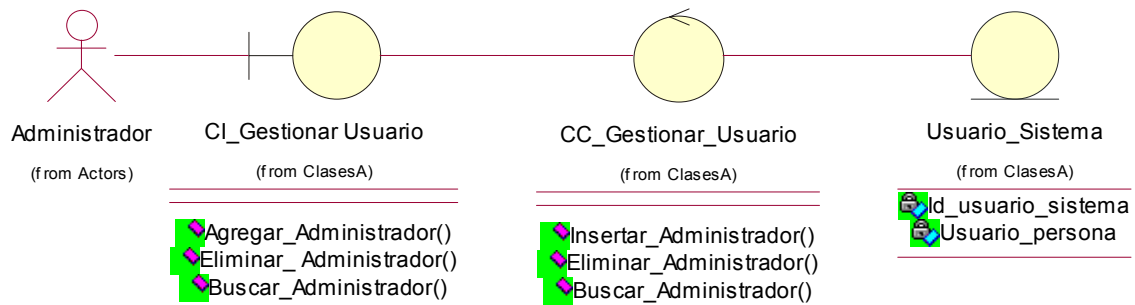 Administrador
(from Actors)
CI_Gestionar Usuario
(from ClasesA)
Agregar_Administrador()
Eliminar_ Administrador()
Buscar_Administrador()
CC_Gestionar_Usuario
(from ClasesA)
Insertar_Administrador()
Eliminar_Administrador()
Buscar_Administrador()
Usuario_Sistema
(from ClasesA)
Id_usuario_sistema
Usuario_persona